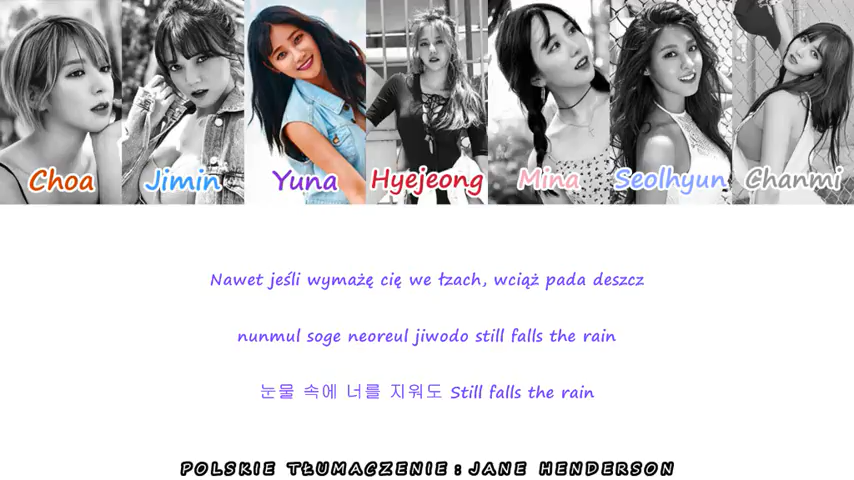 Choa Jimin Yuna Hyejeong Mina Seolhyun Chanmi
Nawet jeśli wymażę cię we łzach, wciąż pada deszcz
nunmul soge neoreul jiwodo still falls the rain
눈물 속에 너를 지워도 Still falls the rain
POLSKIE TŁUMACZENIE : JANE HENDERSON